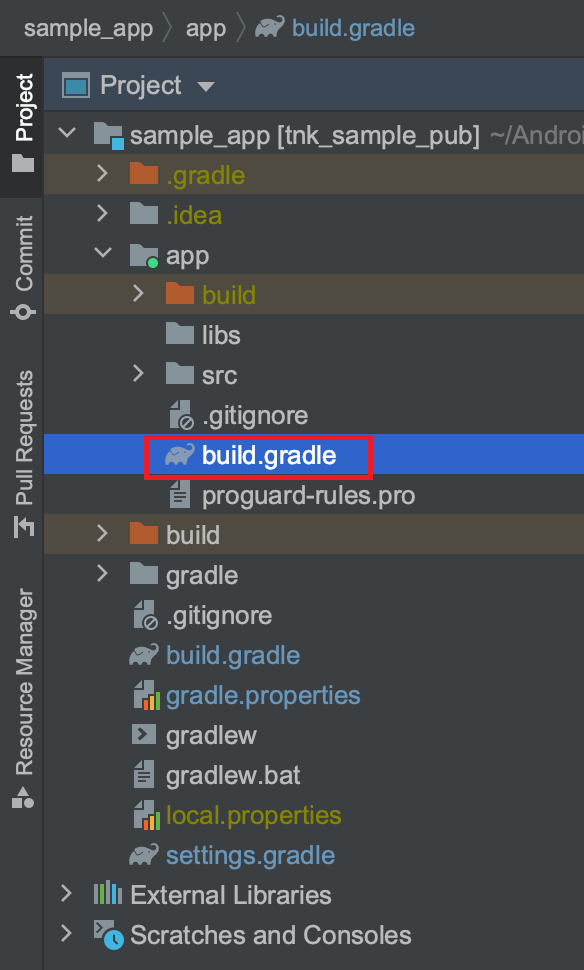 sample_app app build.gradle
Project
Project
Commit
Pull Requests
Resource Manager
sample_app [tnk_sample_pub] ~/Androi
.gradle
.idea
app
build
libs
src
.gitignore
build.gradle
proguard-rules.pro
build
gradle
.gitignore
build.gradle
gradle.properties
gradlew
gradlew.bat
local.properties
settings.gradle
External Libraries
Scratches and Consoles